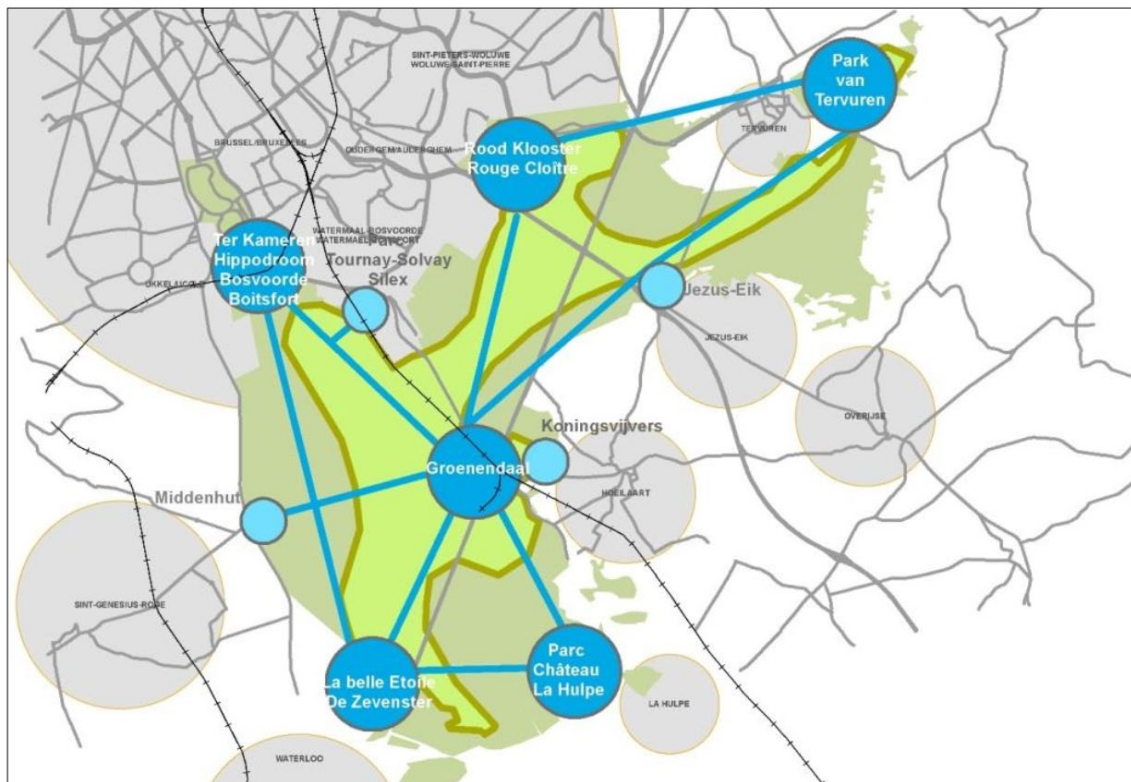 SINT-PIETERS-WOLUWE
WOLUWE-SAINT-PIERRE
Park
van
Tervuren
TERVUREN
BRUSSEL/BRUXELLES
OUDERGEM/AUDERGHEM
Rood Klooster
Rouge Cloître
WATERMAAL-BOSVOORDE
Ter Kameren
Hippodroom
Bosvoorde
Boitsfort
Tournay-Solvay
Silex
Jezus-Eik
JEZUS-EIK
OVERIJSE
Koningsvijvers
Groenendaal
HOEILAART
Middenhut
SINT-GENESIUS-RODE
Parc
Château
La Hulpe
La belle Etoile
De Zevenster
LA HULPE
WATERLOO